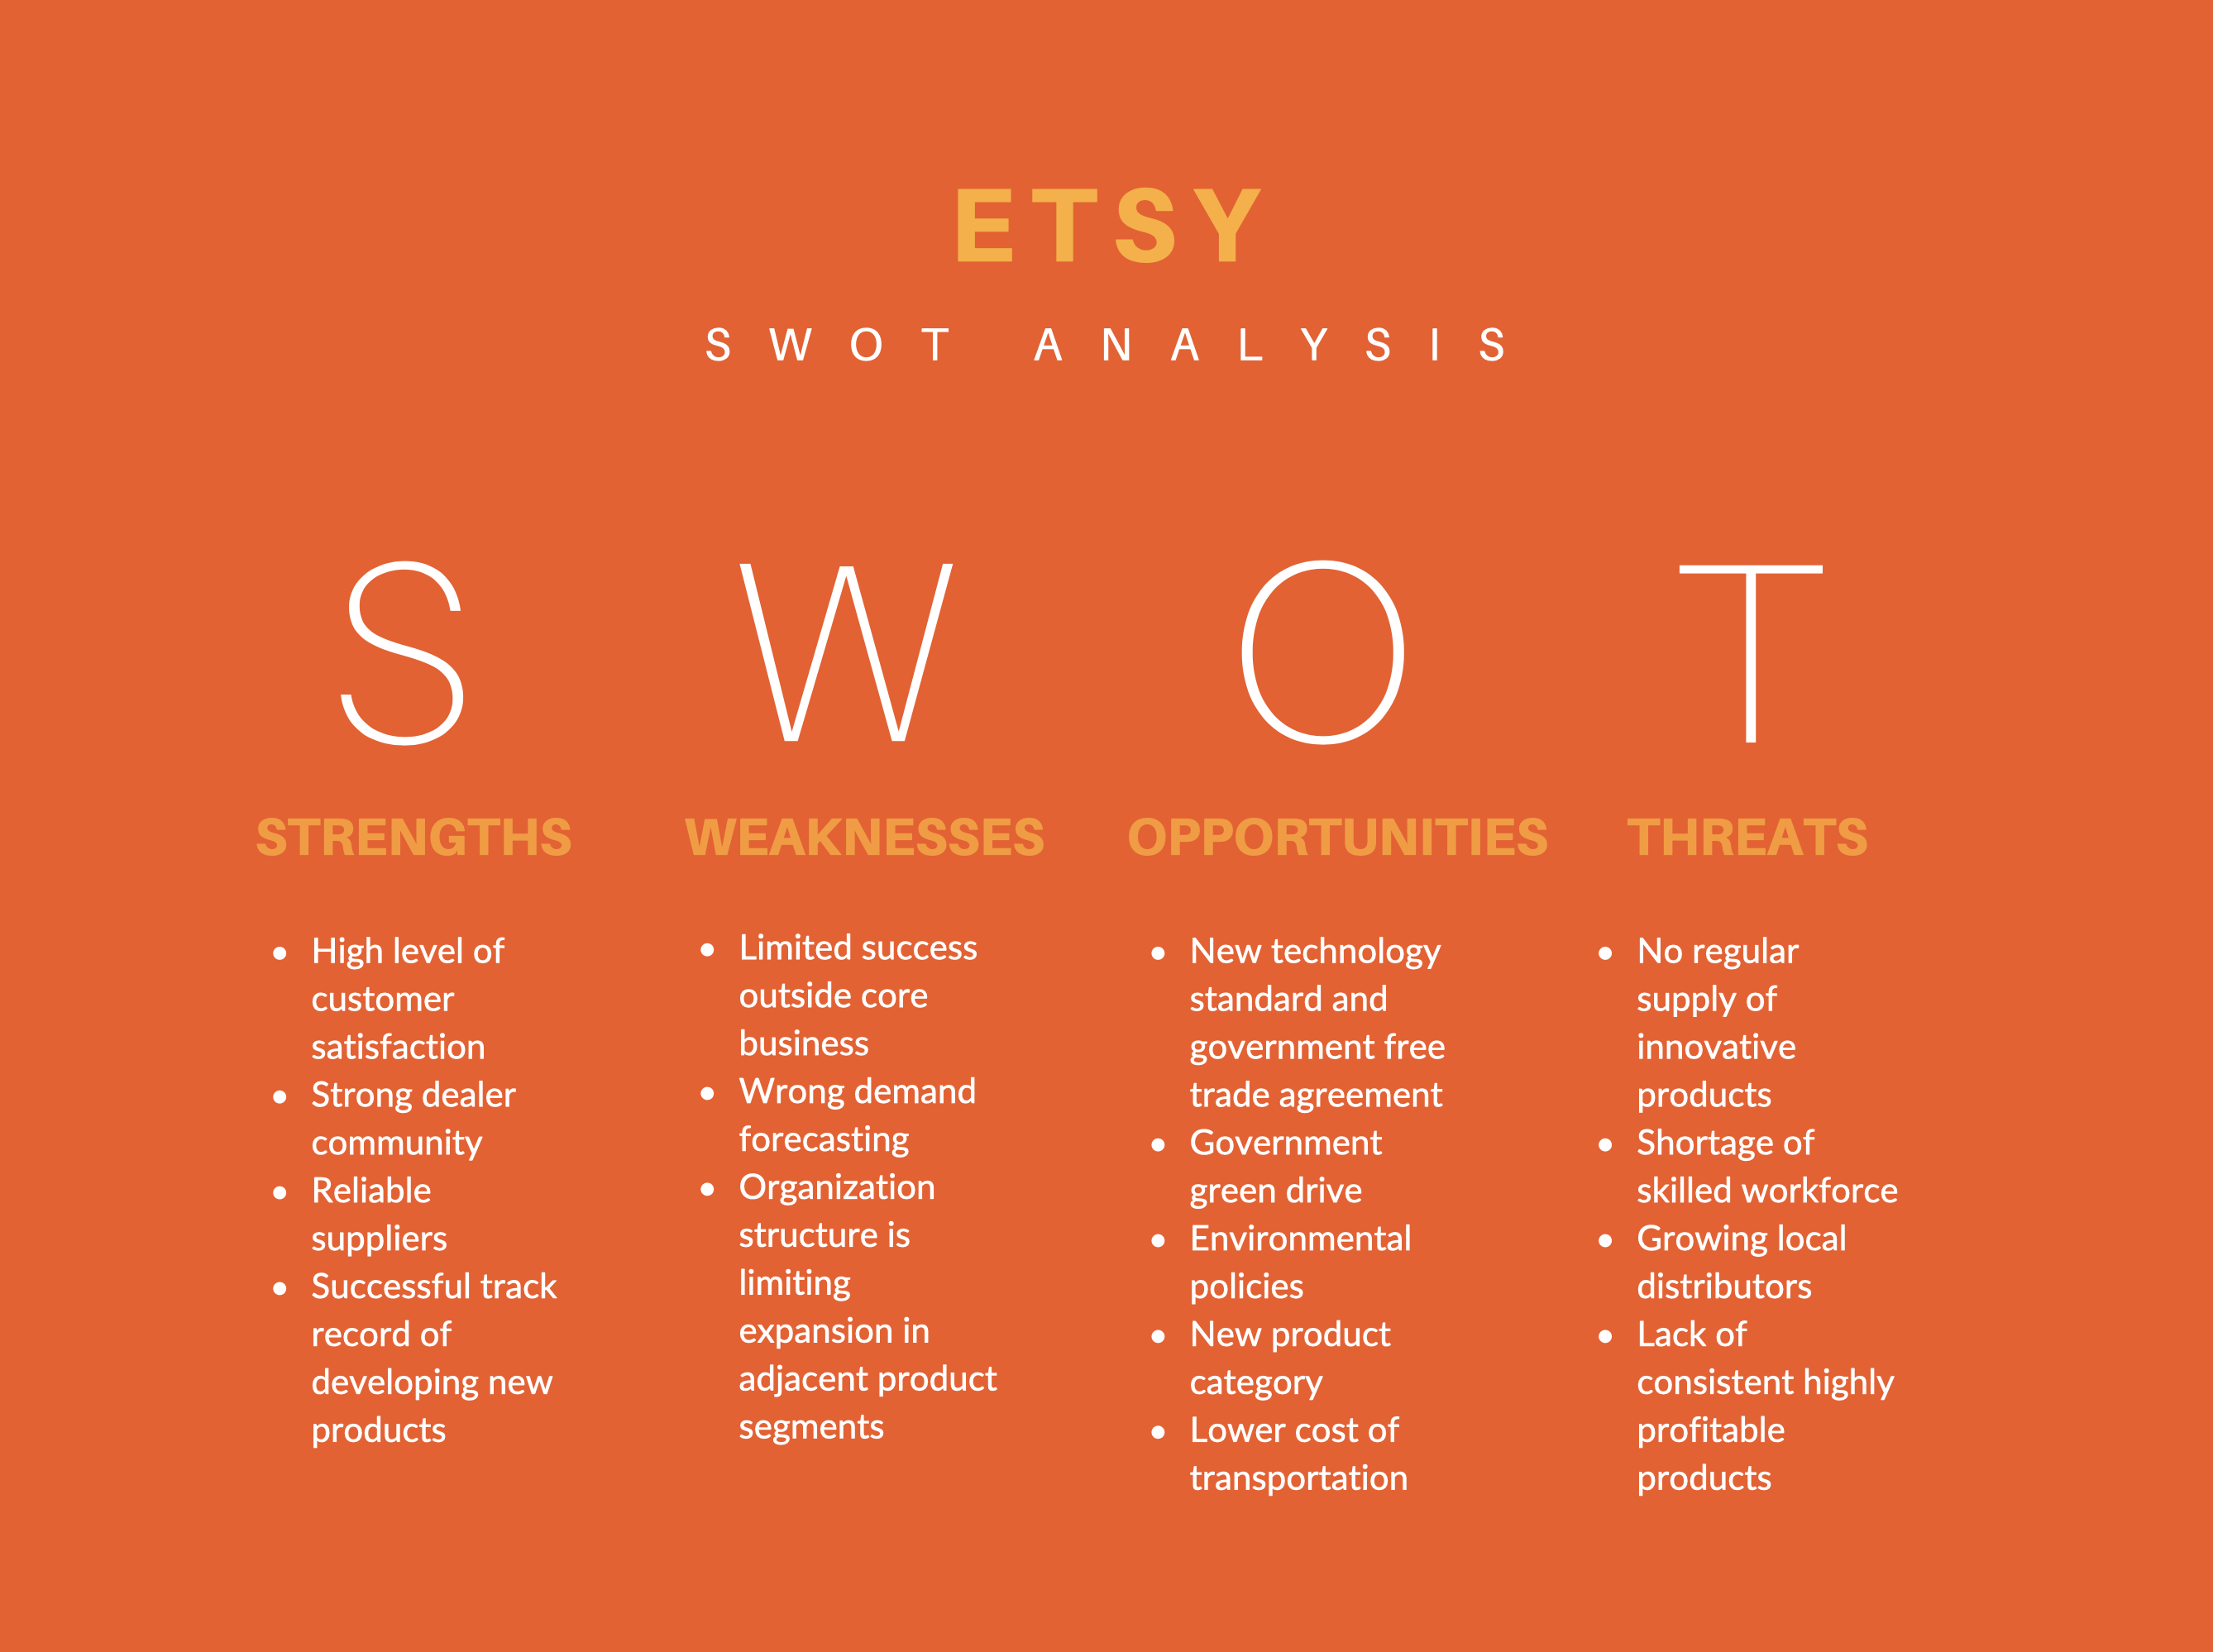 ETSY
SWOT ANALYSIS
S W O T
STRENGTHS
• High level of
customer
satisfaction
• Strong dealer
community
• Reliable
suppliers
• Successful track
record of
developing new
products
WEAKNESSES
• Limited success
outside core
business
• Wrong demand
forecasting
• Organization
structure is
limiting
expansion in
adjacent product
segments
OPPORTUNITIES
• New technology
standard and
government free
trade agreement
• Government
green drive
• Environmental
policies
• New product
category
• Lower cost of
transportation
THREATS
• No regular
supply of
innovative
products
• Shortage of
skilled workforce
• Growing local
distributors
• Lack of
consistent highly
profitable
products